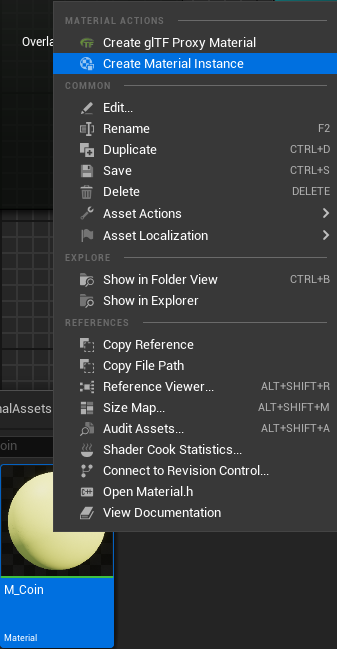 Overla
MATERIAL ACTIONS
Create glTF Proxy Material
Create Material Instance
COMMON
Edit...
Rename F2
Duplicate CTRL+D
Save CTRL+S
Delete DELETE
Asset Actions
Asset Localization
EXPLORE
Show in Folder View CTRL+B
Show in Explorer
REFERENCES
Copy Reference
Copy File Path
Reference Viewer... ALT+SHIFT+R
Size Map... ALT+SHIFT+M
Audit Assets... ALT+SHIFT+A
Shader Cook Statistics...
Connect to Revision Control...
Open Material.h
View Documentation
nalAssets
oin
M_Coin
Material